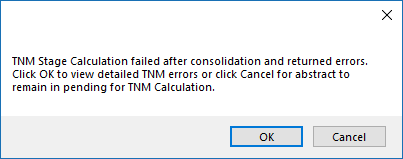 TNM Stage Calculation failed after consolidation and returned errors.
Click OK to view detailed TNM errors or click Cancel for abstract to
remain in pending for TNM Calculation.
OK
Cancel